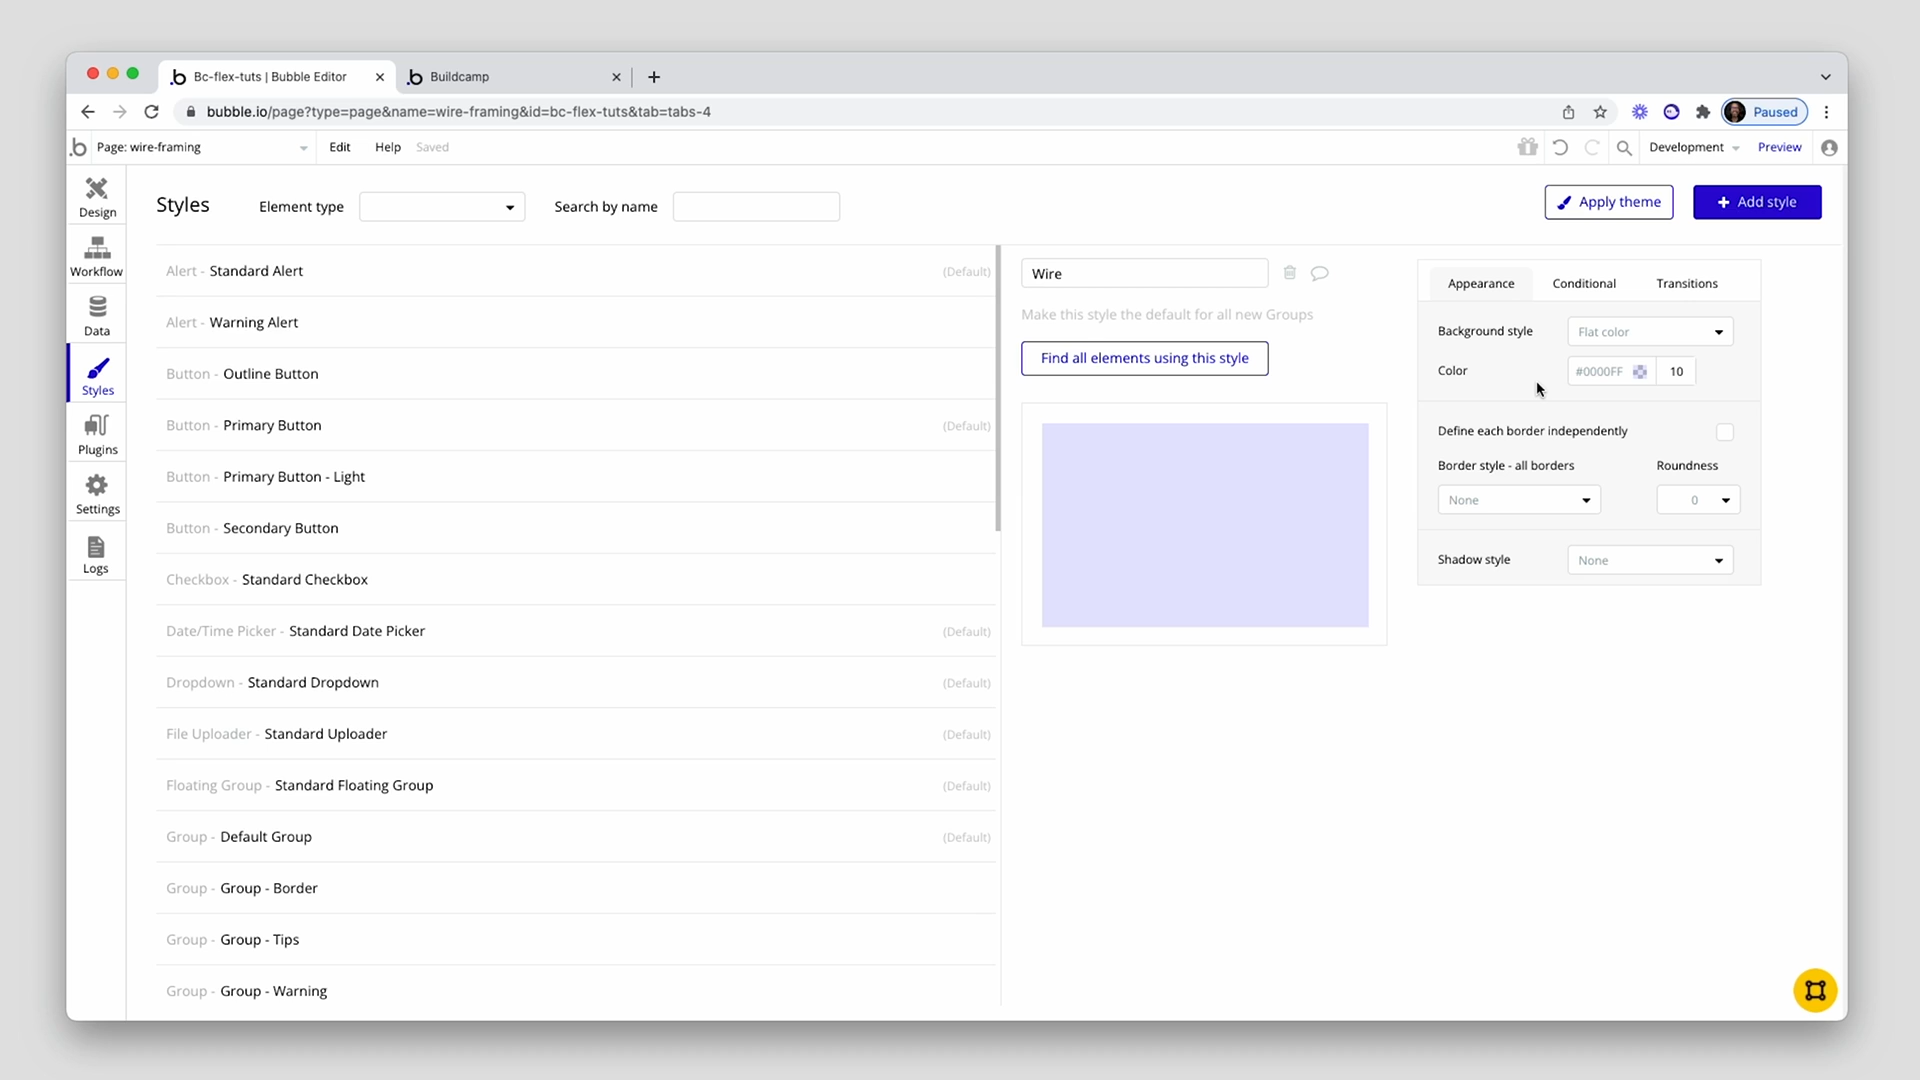 Bc-flex-tuts | Bubble Editor
Buildcamp
bubble.io/page?type=page&name=wire-framing&id=bc-flex-tuts&tab=tabs-4
Paused
Page: wire-framing
Edit
Help
Saved
Development
Preview
Design
Workflow
Data
Styles
Plugins
Settings
Logs
Styles
Element type
Search by name
Apply theme
+ Add style
Alert - Standard Alert (Default)
Alert - Warning Alert
Button - Outline Button
Button - Primary Button (Default)
Button - Primary Button - Light
Button - Secondary Button
Checkbox - Standard Checkbox
Date/Time Picker - Standard Date Picker (Default)
Dropdown - Standard Dropdown (Default)
File Uploader - Standard Uploader (Default)
Floating Group - Standard Floating Group (Default)
Group - Default Group (Default)
Group - Group - Border
Group - Group - Tips
Group - Group - Warning
Wire
Make this style the default for all new Groups
Find all elements using this style
Appearance
Conditional
Transitions
Background style
Flat color
Color
#0000FF
10
Define each border independently
Border style - all borders
Roundness
None
0
Shadow style
None